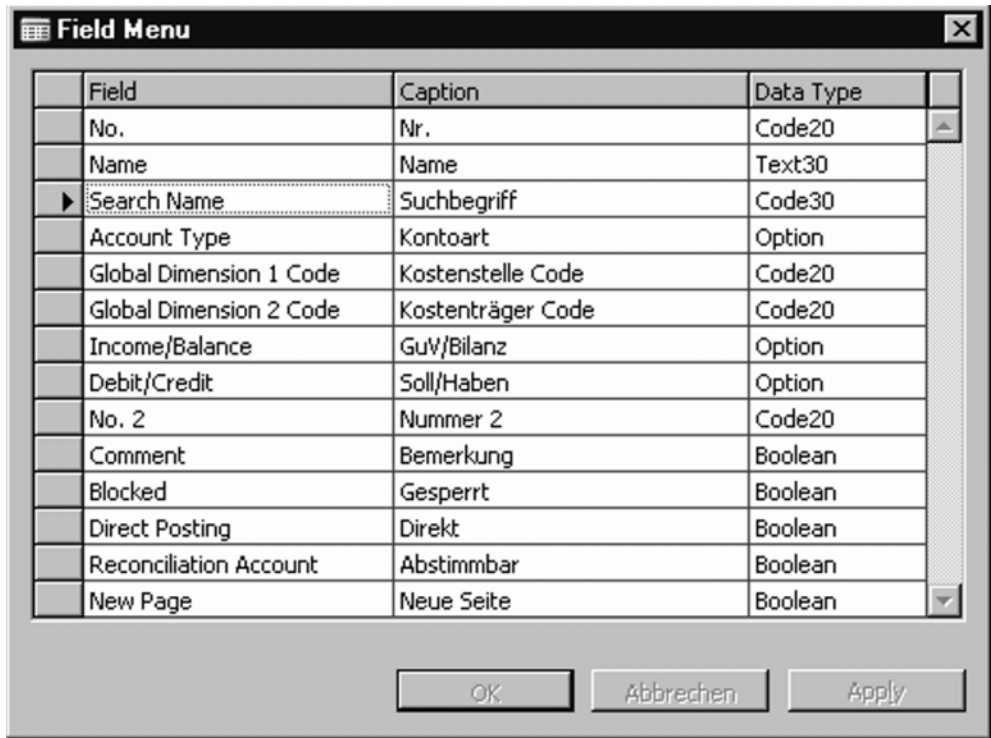 Field Menu
Field Caption Data Type
No. Nr. Code20
Name Name Text30
Search Name Suchbegriff Code30
Account Type Kontoart Option
Global Dimension 1 Code Kostenstelle Code Code20
Global Dimension 2 Code Kostenträger Code Code20
Income/Balance GuV/Bilanz Option
Debit/Credit Soll/Haben Option
No. 2 Nummer 2 Code20
Comment Bemerkung Boolean
Blocked Gesperrt Boolean
Direct Posting Direkt Boolean
Reconciliation Account Abstimmbar Boolean
New Page Neue Seite Boolean
OK Abbrechen Apply